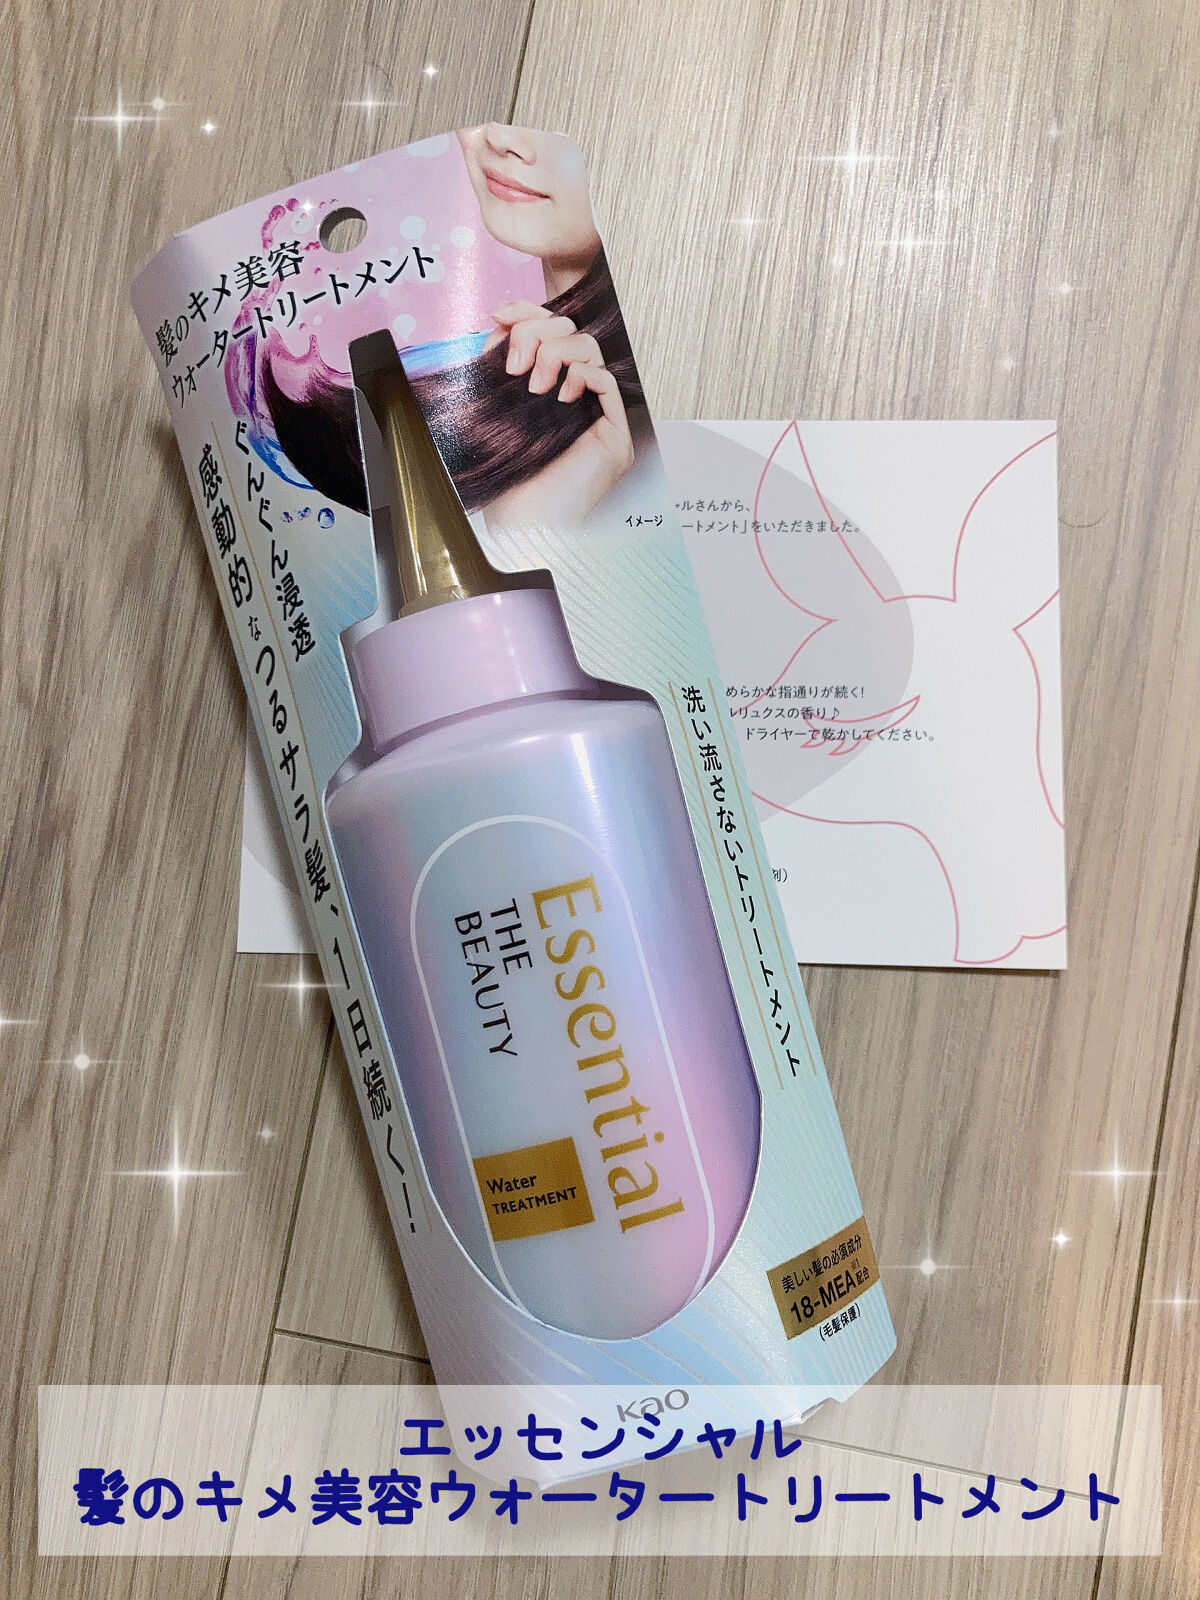 髪のキメ美容
ウォータートリートメント
ぐんぐん浸透
感動的なつるサラ髪、1日続く!
イメージ
洗い流さないトリートメント
Essential
THE
BEAUTY
Water
TREATMENT
美しい髪の必須成分
18-MEA※1配合
(毛髪保護)
Kao
ルさんから、
ートメント」をいただきました。
めらかな指通りが続く!
リュクスの香り♪
ドライヤーで乾かしてください。
剤)
エッセンシャル
髪のキメ美容ウォータートリートメント